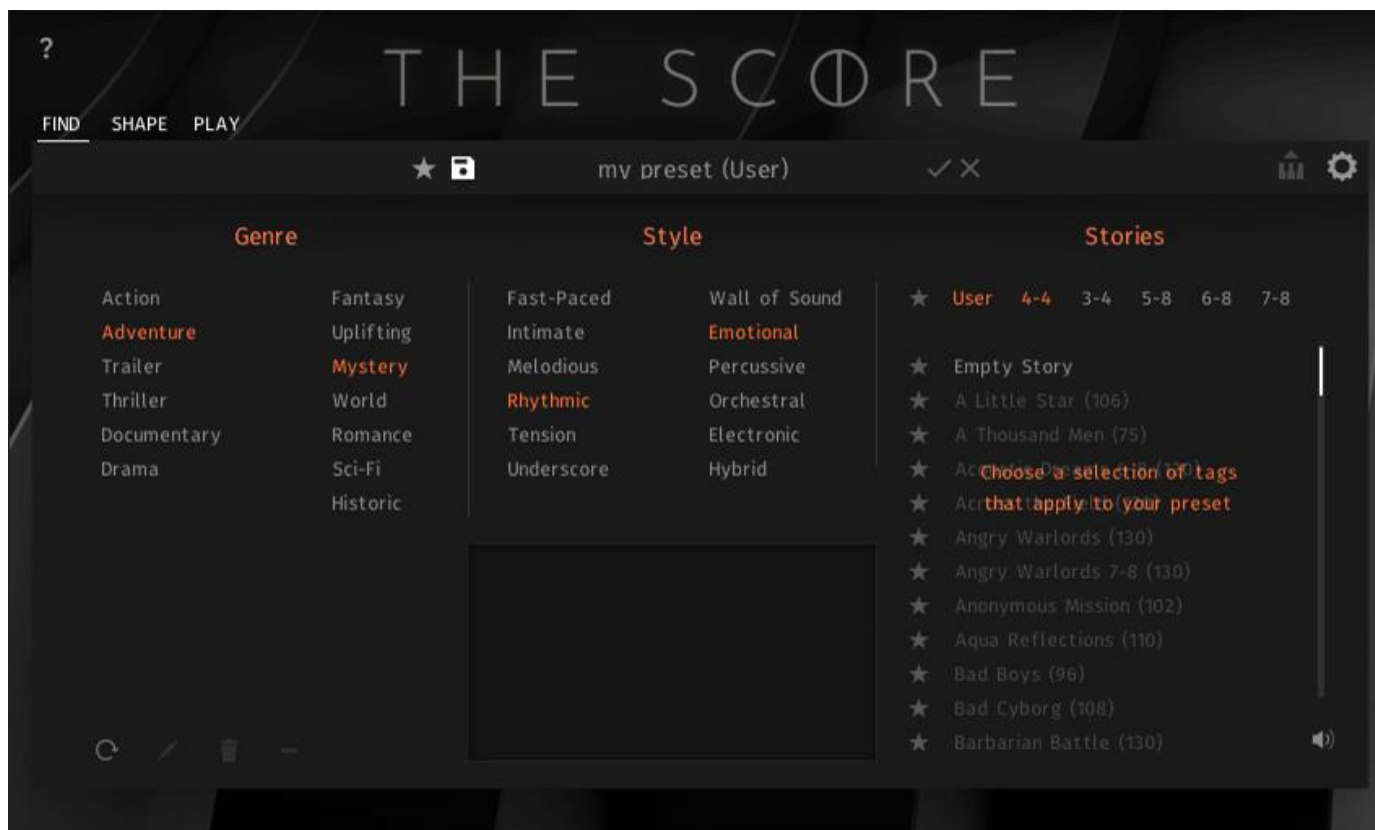 ?
THE SCORE
FIND SHAPE PLAY
my preset (User)
Genre Style Stories
Action Fantasy Fast-Paced Wall of Sound User 4-4 3-4 5-8 6-8 7-8
Adventure Uplifting Intimate Emotional
Trailer Mystery Melodious Percussive Empty Story
Thriller World Rhythmic Orchestral A Little Star (106)
Documentary Romance Tension Electronic A Thousand Men (75)
Drama Sci-Fi Underscore Hybrid Choose a selection of tags
Historic that apply to your preset
Angry Warlords (130)
Angry Warlords 7-8 (130)
Anonymous Mission (102)
Aqua Reflections (110)
Bad Boys (96)
Bad Cyborg (108)
Barbarian Battle (130)